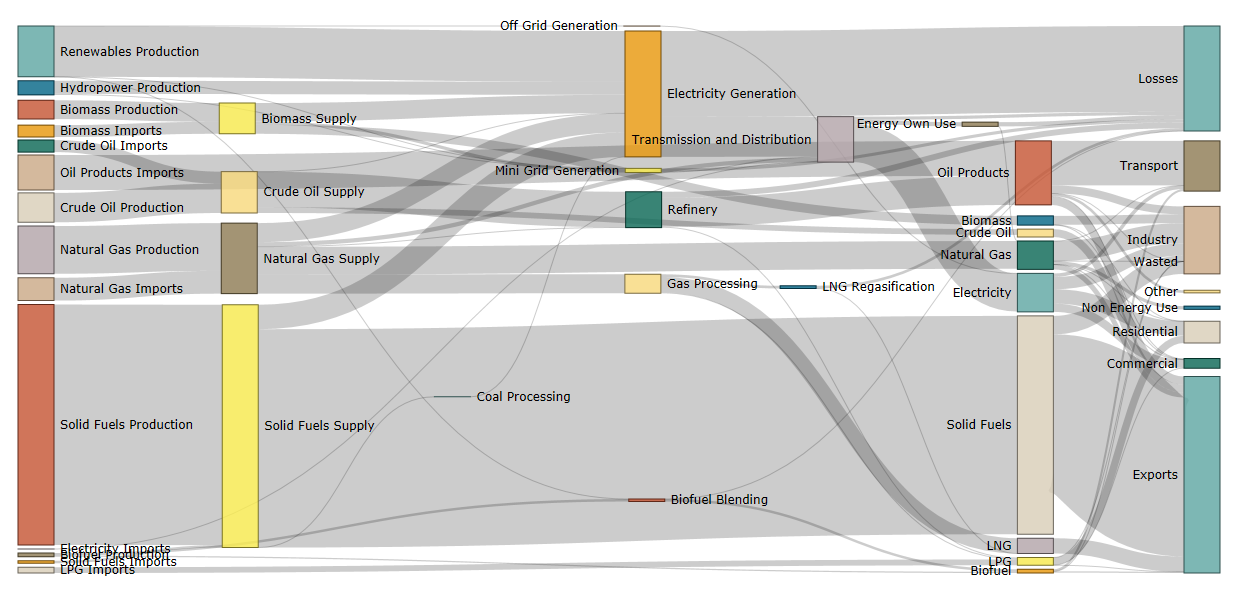 Renewables Production
Hydropower Production
Biomass Production
Biomass Imports
Crude Oil Imports
Oil Products Imports
Crude Oil Production
Natural Gas Production
Natural Gas Imports
Solid Fuels Production
Electricity Imports
Biofuel Production
Solid Fuels Imports
LPG Imports
Biomass Supply
Crude Oil Supply
Natural Gas Supply
Solid Fuels Supply
Coal Processing
Off Grid Generation
Electricity Generation
Mini Grid Generation
Refinery
Gas Processing
Biofuel Blending
Transmission and Distribution
LNG Regasification
Energy Own Use
Oil Products
Biomass
Crude Oil
Natural Gas
Electricity
Solid Fuels
LNG
LPG
Biofuel
Losses
Transport
Industry
Wasted
Other
Non Energy Use
Residential
Commercial
Exports